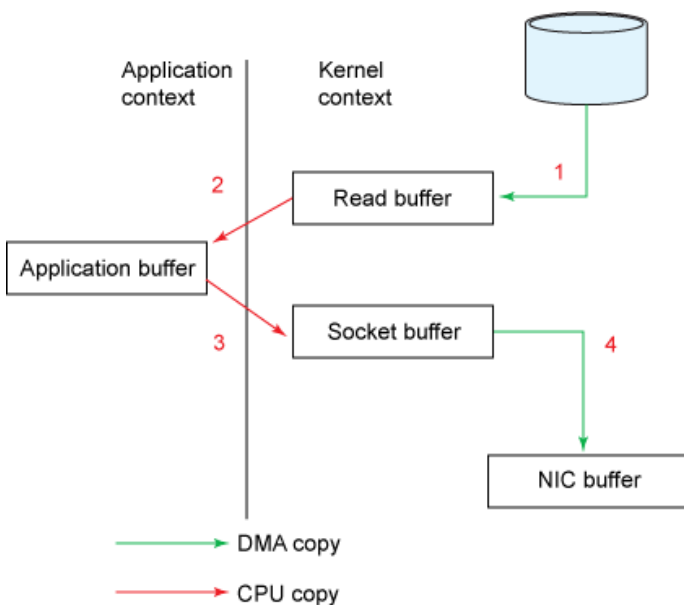 Application
context
Kernel
context
1
2
Read buffer
Application buffer
3
Socket buffer
4
NIC buffer
DMA copy
CPU copy